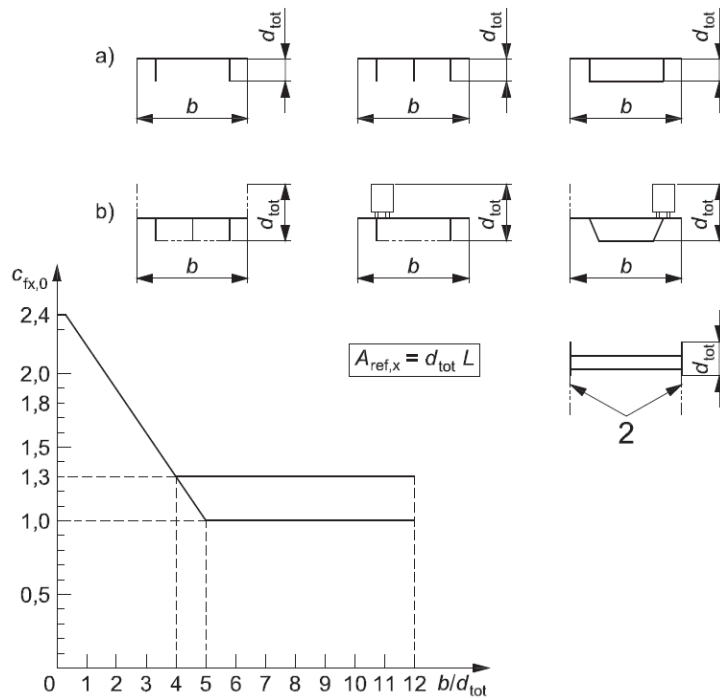 a)
d_tot
d_tot
d_tot
b
b
b
b)
d_tot
d_tot
d_tot
b
b
b
c_fx,0
2,4
2,0
1,8
1,5
1,3
1,0
0,5
0 1 2 3 4 5 6 7 8 9 10 11 12 b/d_tot
A_ref,x = d_tot L
d_tot
2